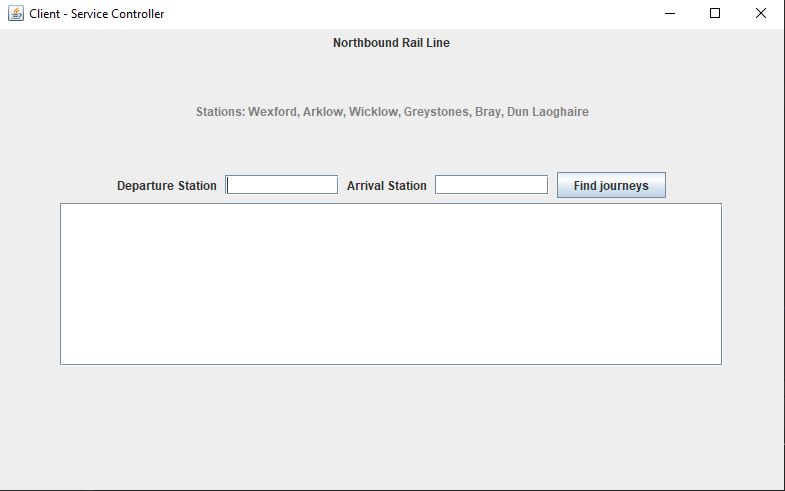 Client - Service Controller
Northbound Rail Line
Stations: Wexford, Arklow, Wicklow, Greystones, Bray, Dun Laoghaire
Departure Station Arrival Station Find journeys